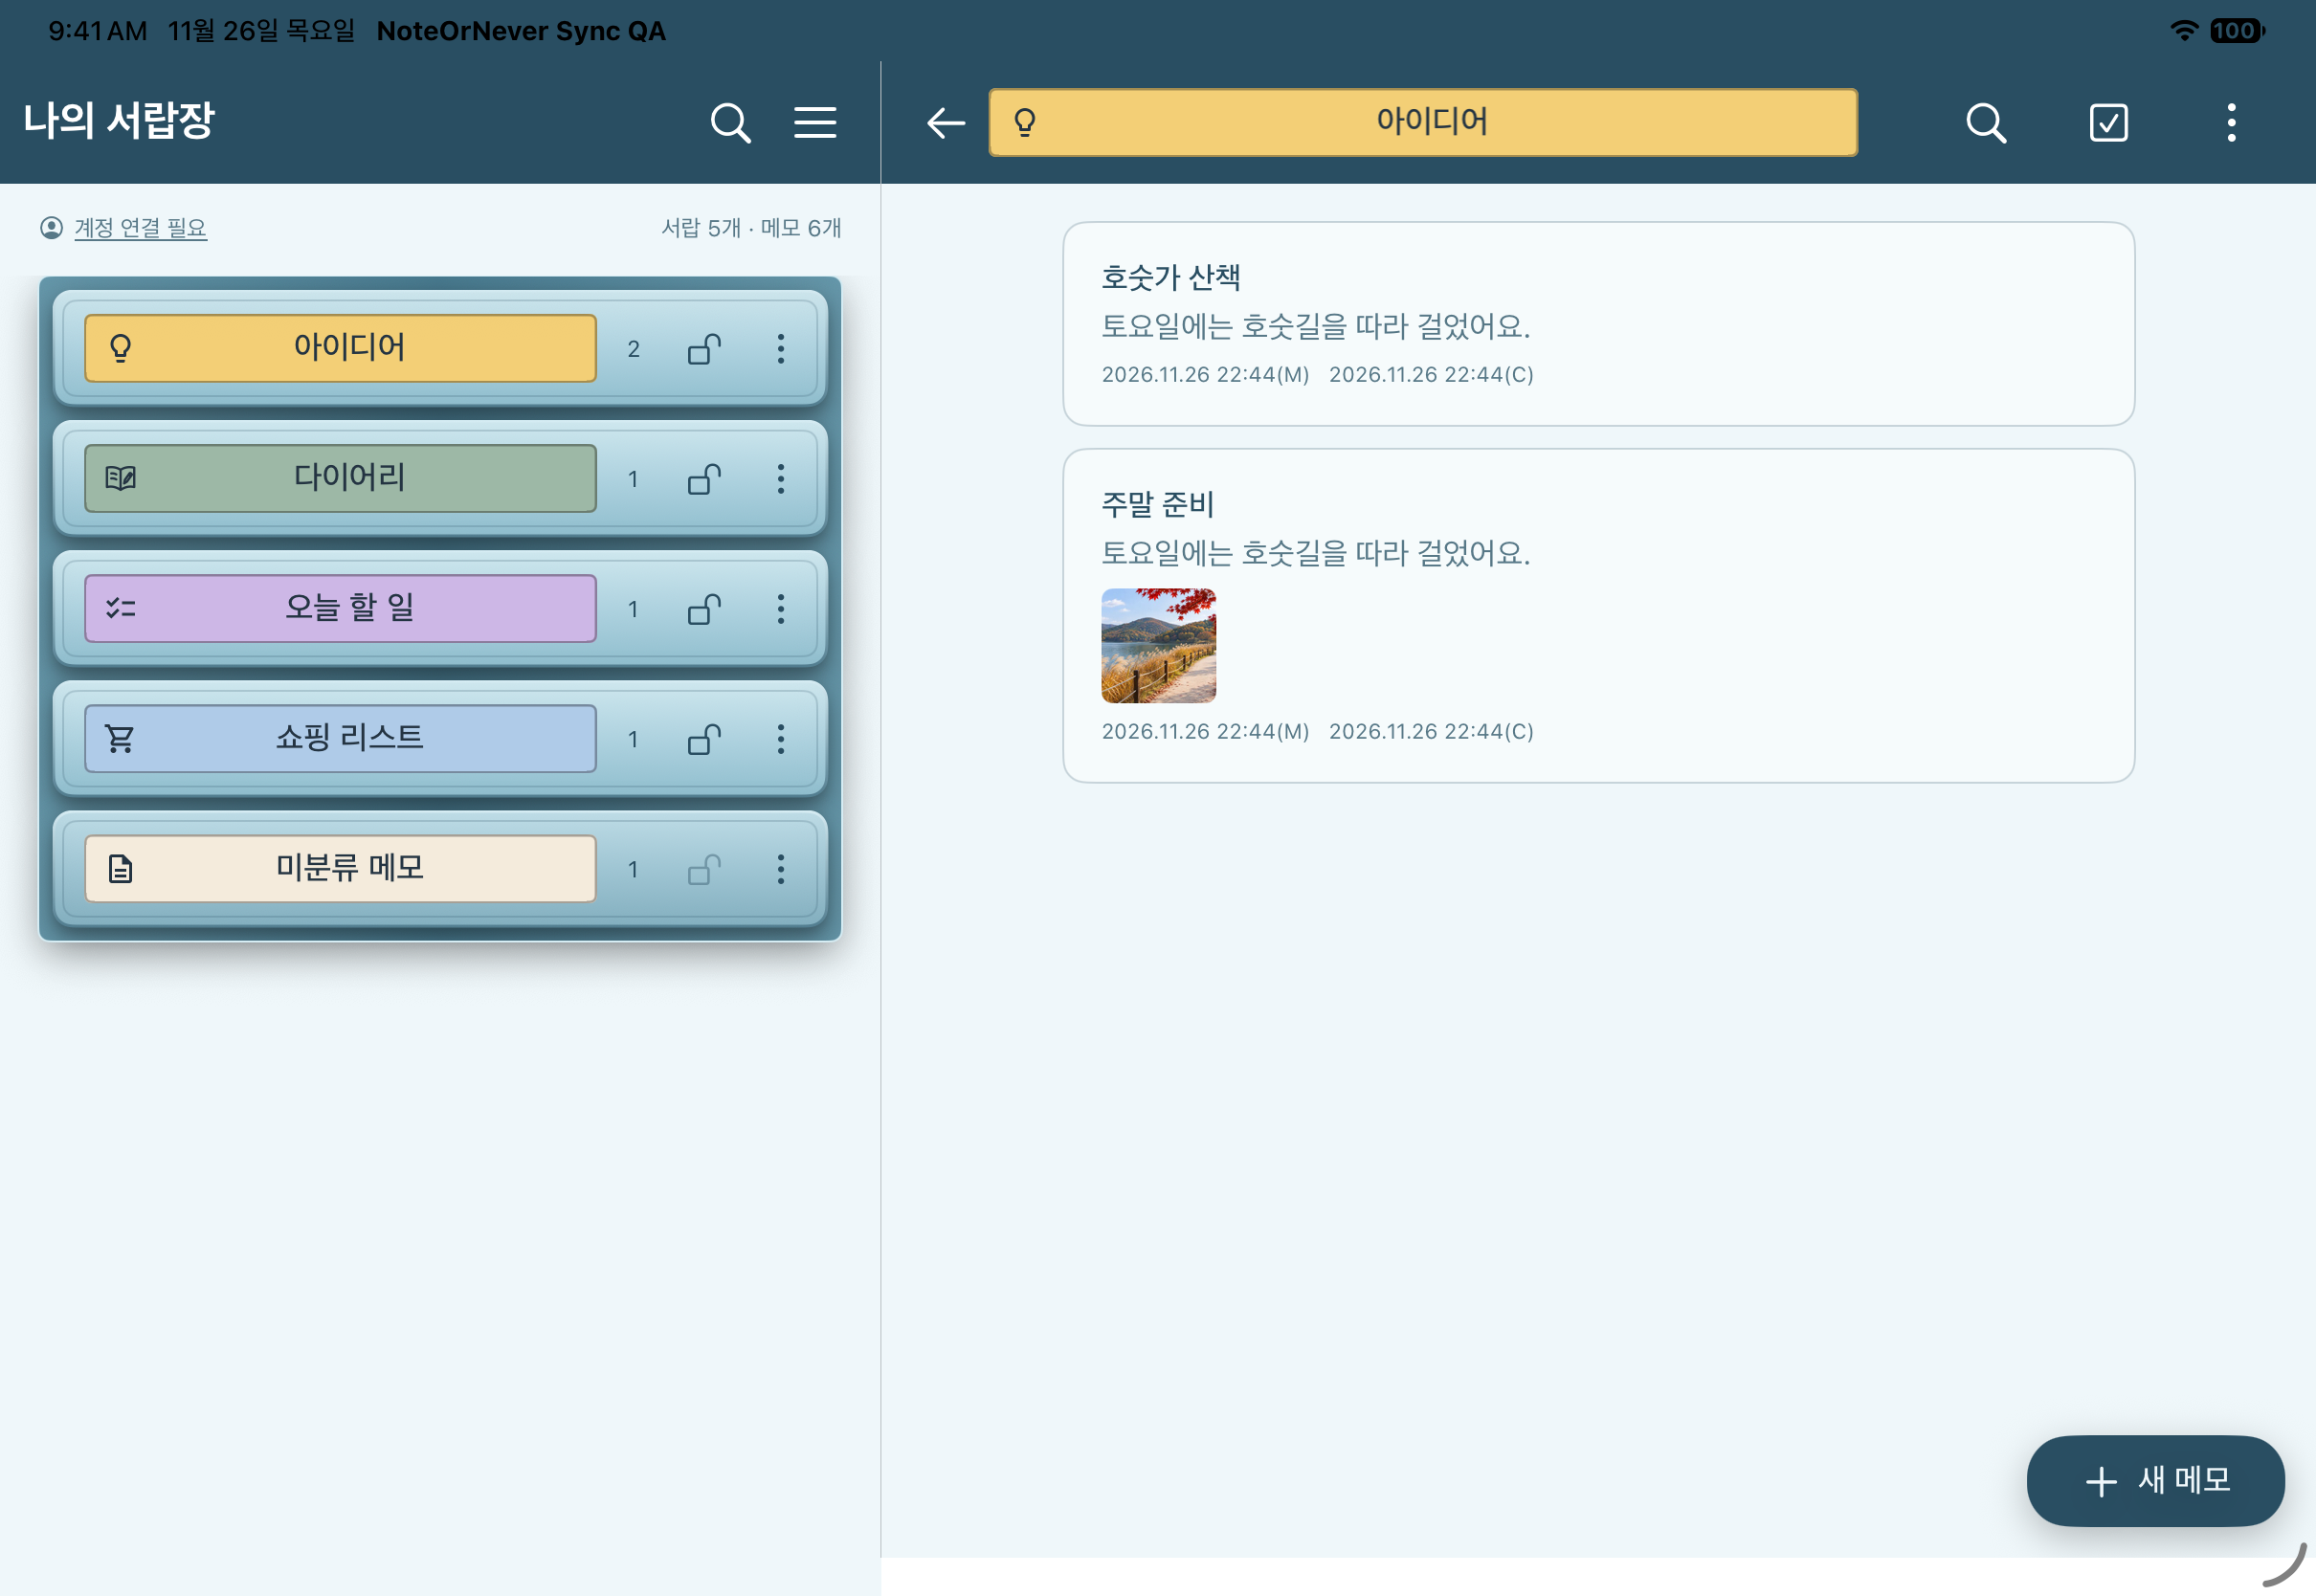 9:41 AM 11월 26일 목요일 NoteOrNever Sync QA
100
나의 서랍장
계정 연결 필요
서랍 5개 · 메모 6개
아이디어
2
다이어리
1
오늘 할 일
1
쇼핑 리스트
1
미분류 메모
1
아이디어
호숫가 산책
토요일에는 호숫길을 따라 걸었어요.
2026.11.26 22:44(M) 2026.11.26 22:44(C)
주말 준비
토요일에는 호숫길을 따라 걸었어요.
2026.11.26 22:44(M) 2026.11.26 22:44(C)
새 메모